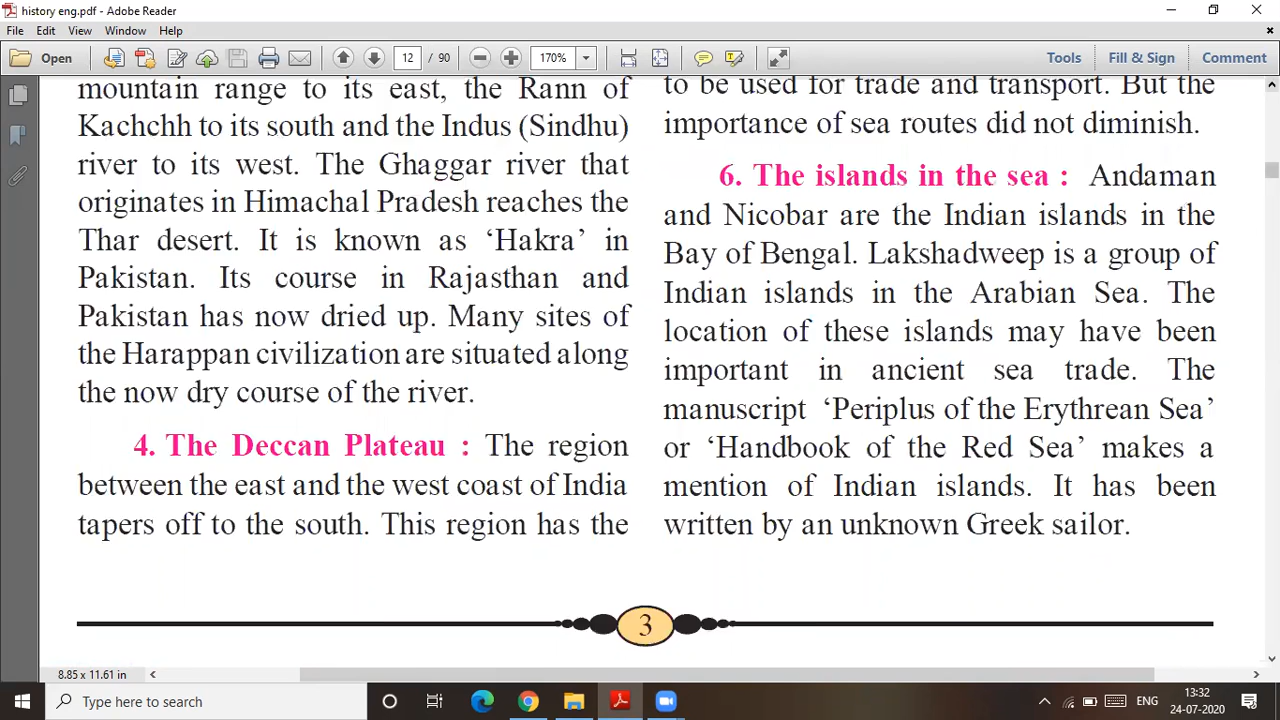 history eng.pdf - Adobe Reader
File Edit View Window Help
Open 12 / 90 170% Tools Fill & Sign Comment
mountain range to its east, the Rann of
Kachchh to its south and the Indus (Sindhu)
river to its west. The Ghaggar river that
originates in Himachal Pradesh reaches the
Thar desert. It is known as ‘Hakra’ in
Pakistan. Its course in Rajasthan and
Pakistan has now dried up. Many sites of
the Harappan civilization are situated along
the now dry course of the river.
4. The Deccan Plateau : The region
between the east and the west coast of India
tapers off to the south. This region has the
to be used for trade and transport. But the
importance of sea routes did not diminish.
6. The islands in the sea : Andaman
and Nicobar are the Indian islands in the
Bay of Bengal. Lakshadweep is a group of
Indian islands in the Arabian Sea. The
location of these islands may have been
important in ancient sea trade. The
manuscript ‘Periplus of the Erythrean Sea’
or ‘Handbook of the Red Sea’ makes a
mention of Indian islands. It has been
written by an unknown Greek sailor.
3
8.85 x 11.61 in
Type here to search
ENG
13:32
24-07-2020